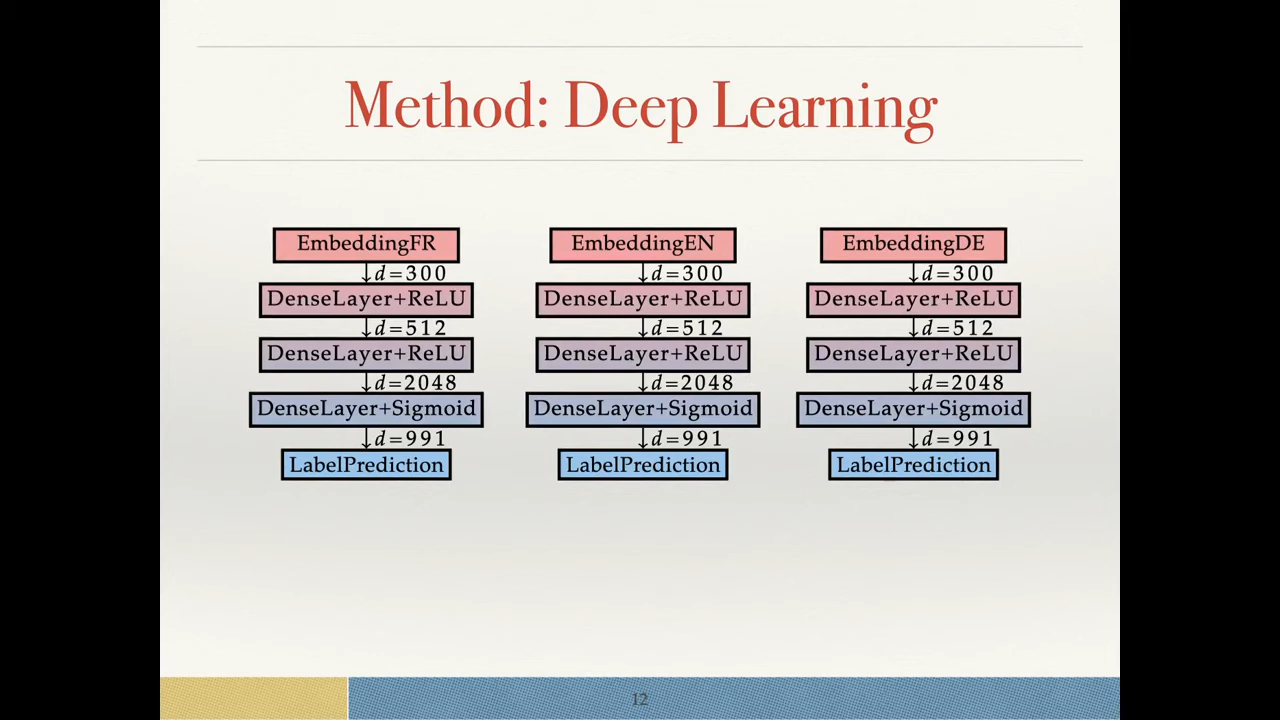 Method: Deep Learning
EmbeddingFR
↓d=300
DenseLayer+ReLU
↓d=512
DenseLayer+ReLU
↓d=2048
DenseLayer+Sigmoid
↓d=991
LabelPrediction
EmbeddingEN
↓d=300
DenseLayer+ReLU
↓d=512
DenseLayer+ReLU
↓d=2048
DenseLayer+Sigmoid
↓d=991
LabelPrediction
EmbeddingDE
↓d=300
DenseLayer+ReLU
↓d=512
DenseLayer+ReLU
↓d=2048
DenseLayer+Sigmoid
↓d=991
LabelPrediction
12